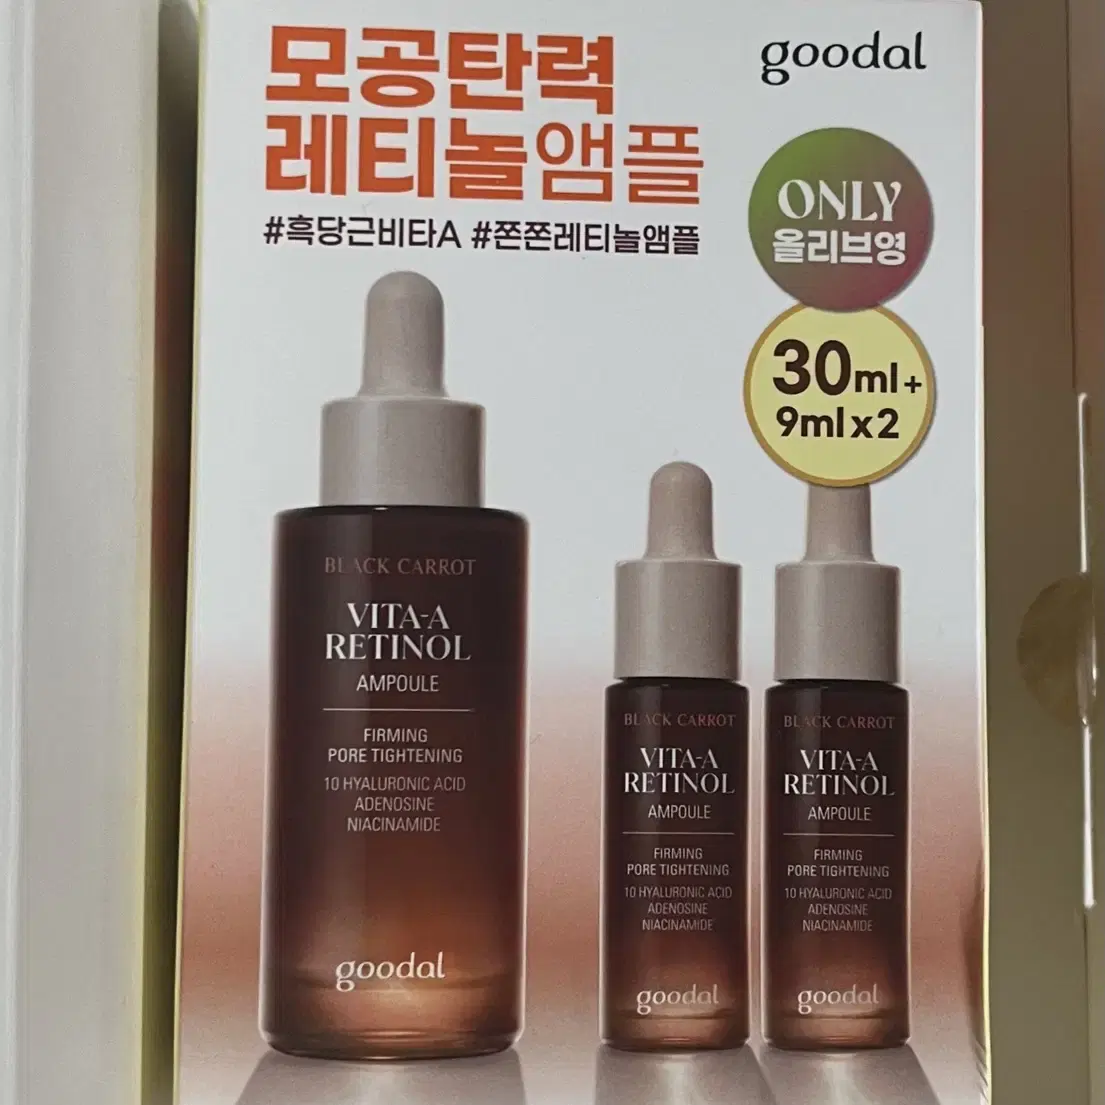 모공탄력
레티놀앰플
#흑당근비타A #쫀쫀레티놀앰플
goodal
ONLY
올리브영
30ml+
9mlx2
BLACK CARROT
VITA-A
RETINOL
AMPOULE
FIRMING
PORE TIGHTENING
10 HYALURONIC ACID
ADENOSINE
NIACINAMIDE
goodal
BLACK CARROT
VITA-A
RETINOL
AMPOULE
FIRMING
PORE TIGHTENING
10 HYALURONIC ACID
ADENOSINE
NIACINAMIDE
goodal
BLACK CARROT
VITA-A
RETINOL
AMPOULE
FIRMING
PORE TIGHTENING
10 HYALURONIC ACID
ADENOSINE
NIACINAMIDE
goodal